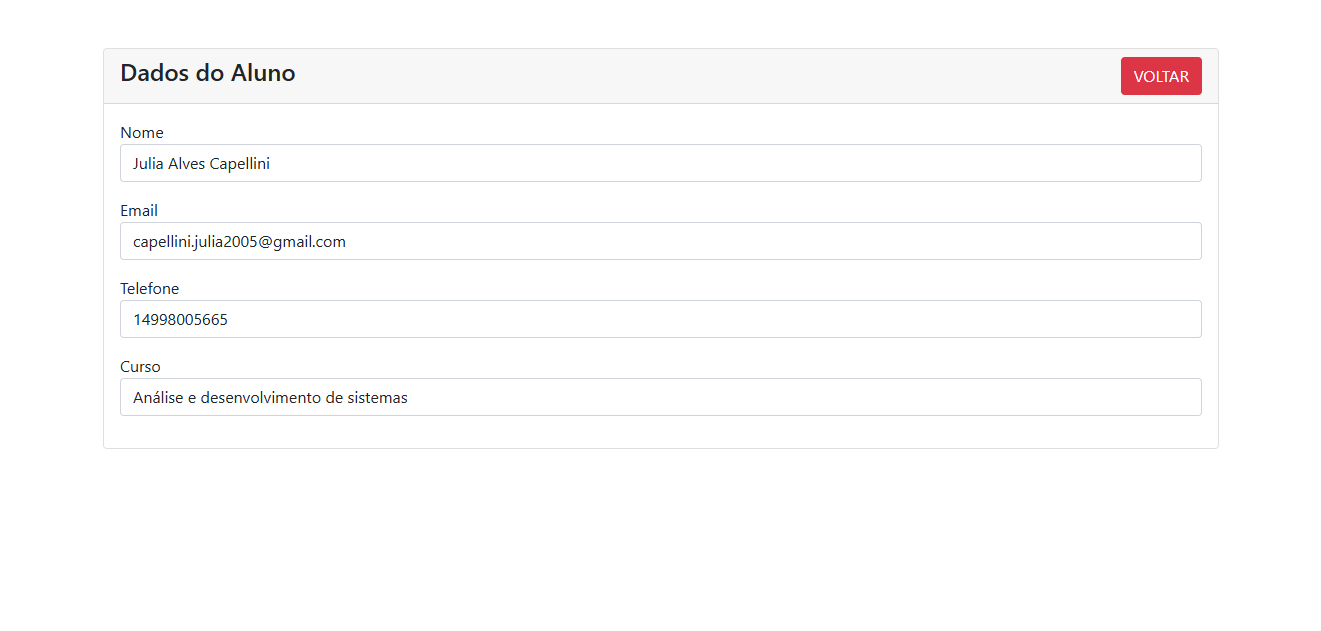 Dados do Aluno
VOLTAR
Nome
Julia Alves Capellini
Email
capellini.julia2005@gmail.com
Telefone
14998005665
Curso
Análise e desenvolvimento de sistemas